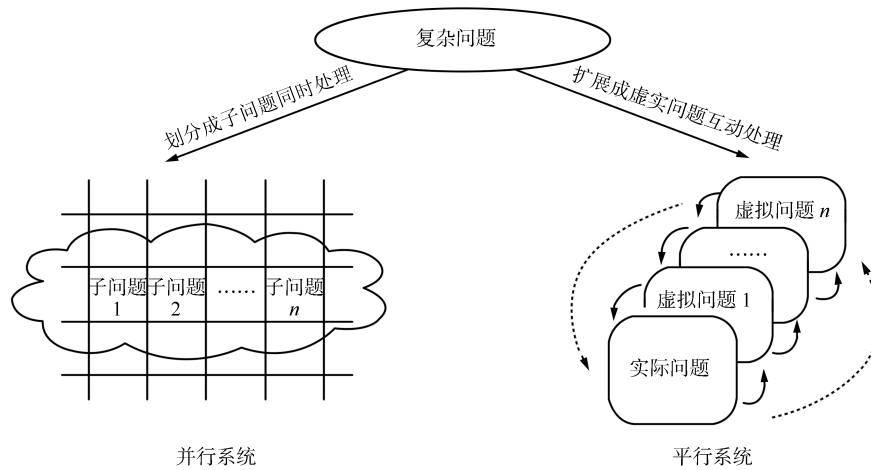 复杂问题
划分成子问题同时处理
扩展成虚实问题互动处理
子问题
1
子问题
2
……
子问题
n
虚拟问题 n
……
虚拟问题 1
实际问题
并行系统
平行系统